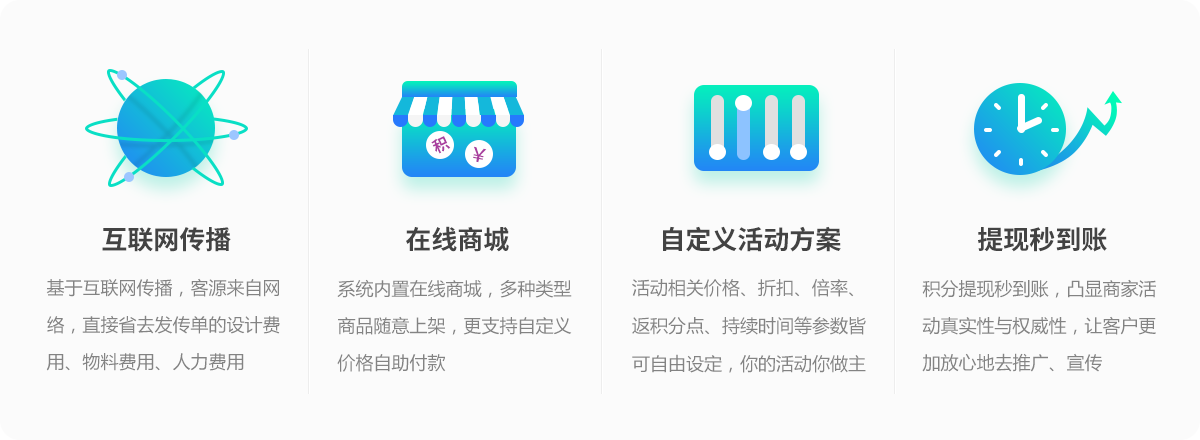 积
¥
互联网传播
基于互联网传播，客源来自网
络，直接省去发传单的设计费
用、物料费用、人力费用
在线商城
系统内置在线商城，多种类型
商品随意上架，更支持自定义
价格自助付款
自定义活动方案
活动相关价格、折扣、倍率、
返积分点、持续时间等参数皆
可自由设定，你的活动你做主
提现秒到账
积分提现秒到账，凸显商家活
动真实性与权威性，让客户更
加放心地去推广、宣传